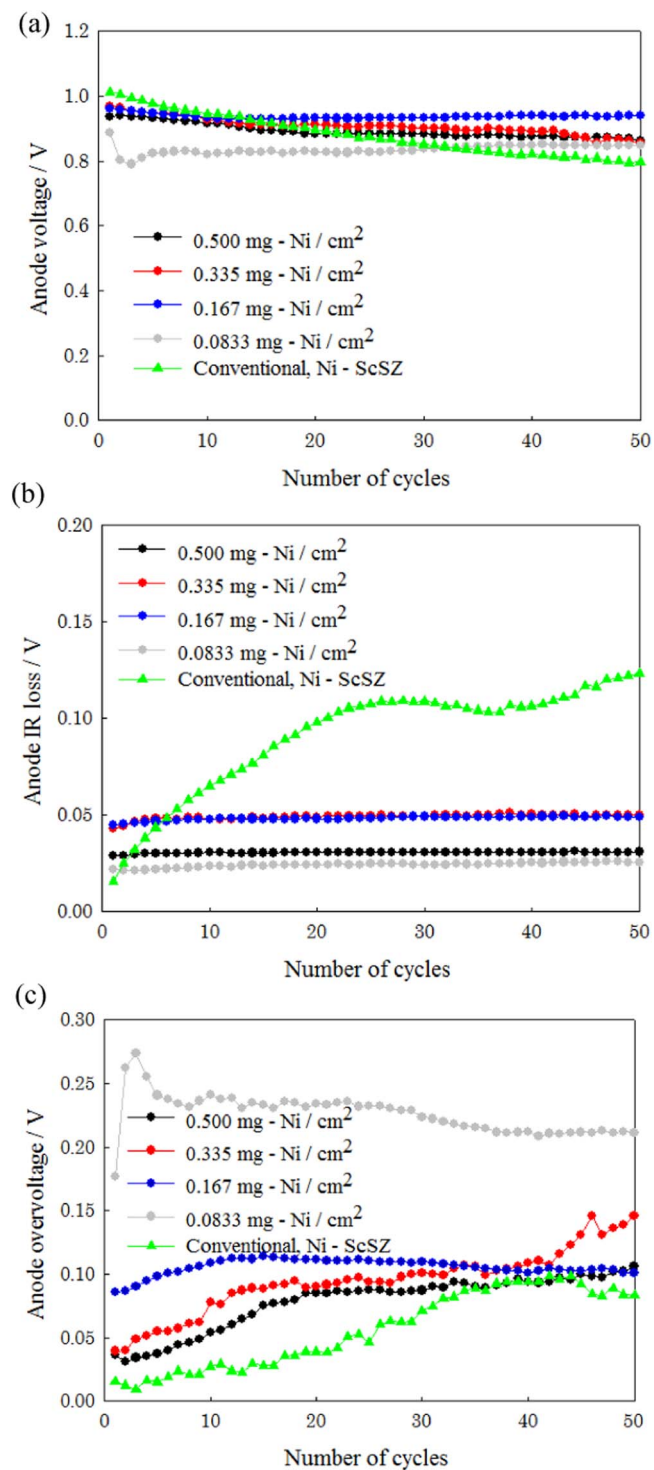 (a)
1.2
1.0
0.8
0.4
0.6
0.8
0.0
Anode voltage / V
0.500 mg - Ni / cm²
0.335 mg - Ni / cm²
0.167 mg - Ni / cm²
0.0833 mg - Ni / cm²
Conventional, Ni - ScSZ
0 10 20 30 40 50
Number of cycles
(b)
0.20
0.15
0.10
0.05
0.00
Anode IR loss / V
0.500 mg - Ni / cm²
0.335 mg - Ni / cm²
0.167 mg - Ni / cm²
0.0833 mg - Ni / cm²
Conventional, Ni - ScSZ
0 10 20 30 40 50
Number of cycles
(c)
0.30
0.25
0.20
0.15
0.10
0.05
0.00
Anode overvoltage / V
0.500 mg - Ni / cm²
0.335 mg - Ni / cm²
0.167 mg - Ni / cm²
0.0833 mg - Ni / cm²
Conventional, Ni - ScSZ
0 10 20 30 40 50
Number of cycles